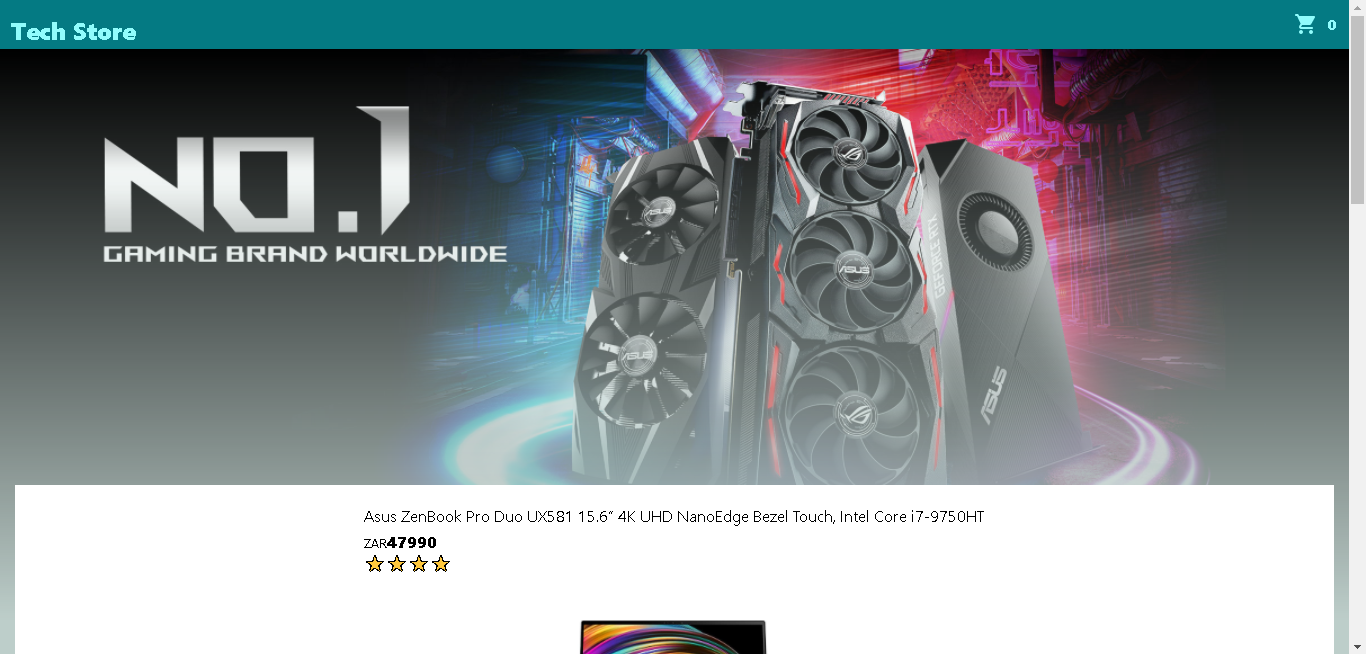 Tech Store
0
NO.1
GAMING BRAND WORLDWIDE
ASUS
ASUS
ASUS
GEFORCE RTX
ASUS
Asus ZenBook Pro Duo UX581 15.6“ 4K UHD NanoEdge Bezel Touch, Intel Core i7-9750HT
ZAR47990